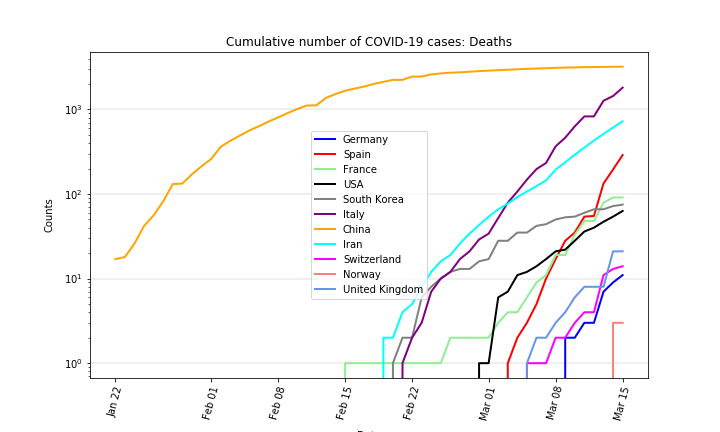 Cumulative number of COVID-19 cases: Deaths
Counts
10³
10²
10¹
10⁰
Germany
Spain
France
USA
South Korea
Italy
China
Iran
Switzerland
Norway
United Kingdom
Jan 22
Feb 01
Feb 08
Feb 15
Feb 22
Mar 01
Mar 08
Mar 15